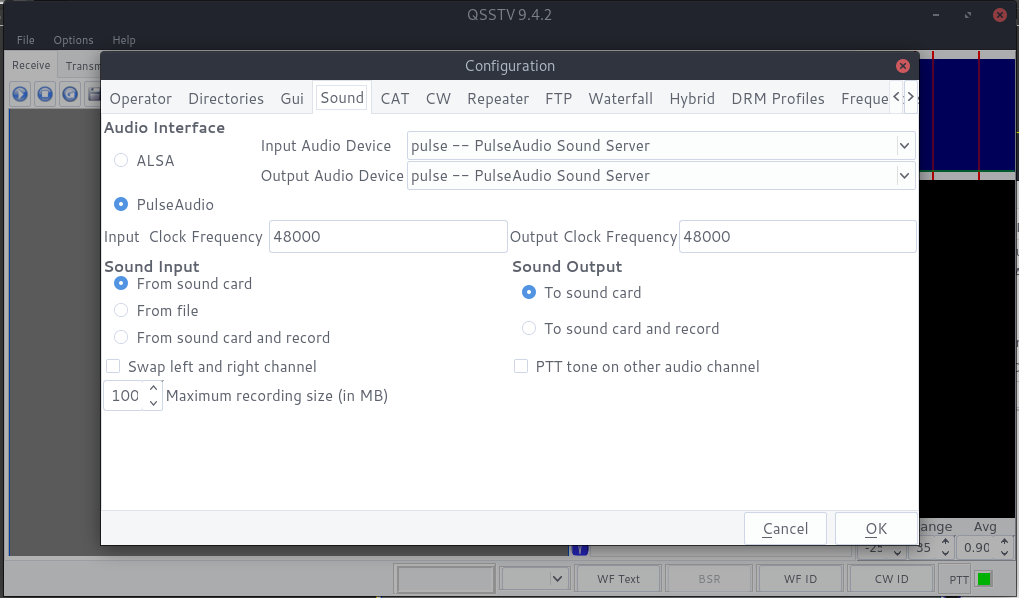 QSSTV 9.4.2
File Options Help
Receive
Configuration
Operator Directories Gui Sound CAT CW Repeater FTP Waterfall Hybrid DRM Profiles Freque
Audio Interface
Input Audio Device pulse -- PulseAudio Sound Server
ALSA
Output Audio Device pulse -- PulseAudio Sound Server
PulseAudio
Input Clock Frequency 48000 Output Clock Frequency 48000
Sound Input Sound Output
From sound card To sound card
From file
From sound card and record To sound card and record
Swap left and right channel PTT tone on other audio channel
100 Maximum recording size (in MB)
Cancel OK
ange Avg
-25 35 0.90
WF Text BSR WF ID CW ID PTT